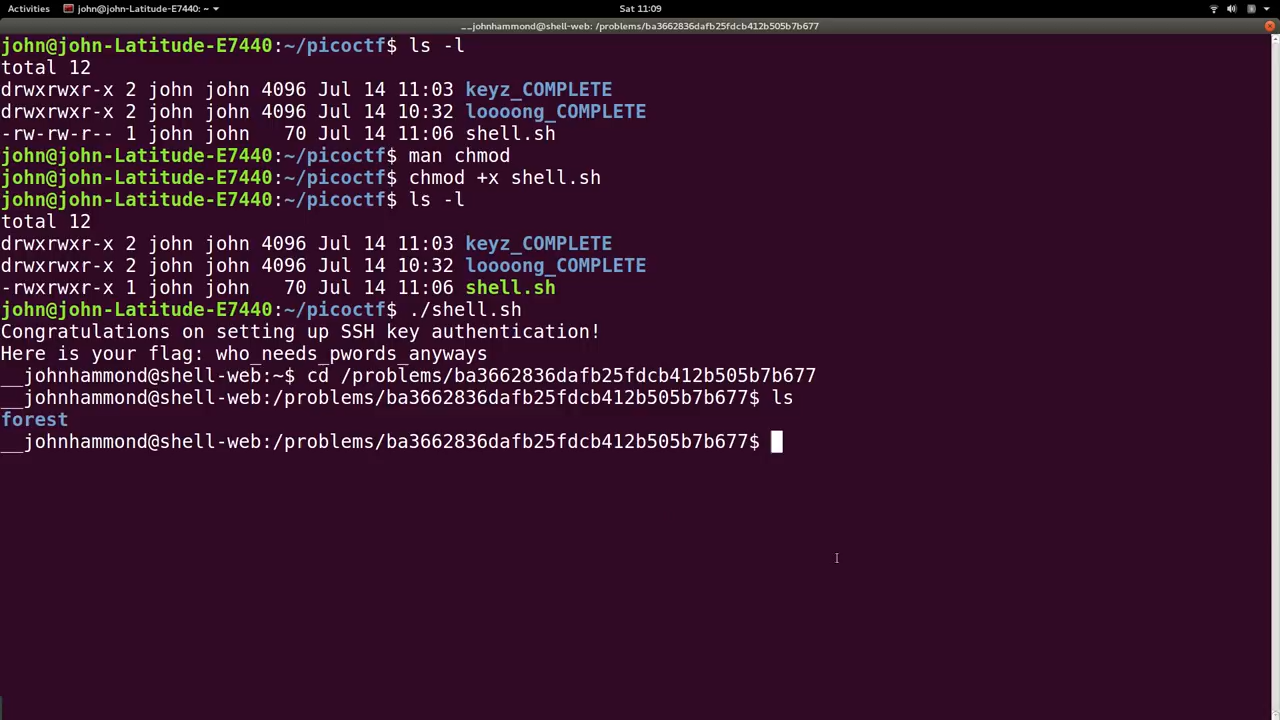 Activities john@john-Latitude-E7440: ~ Sat 11:09
__johnhammond@shell-web: /problems/ba3662836dafb25fdcb412b505b7b677
john@john-Latitude-E7440:~/picoctf$ ls -l
total 12
drwxrwxr-x 2 john john 4096 Jul 14 11:03 keyz_COMPLETE
drwxrwxr-x 2 john john 4096 Jul 14 10:32 loooong_COMPLETE
-rw-rw-r-- 1 john john   70 Jul 14 11:06 shell.sh
john@john-Latitude-E7440:~/picoctf$ man chmod
john@john-Latitude-E7440:~/picoctf$ chmod +x shell.sh
john@john-Latitude-E7440:~/picoctf$ ls -l
total 12
drwxrwxr-x 2 john john 4096 Jul 14 11:03 keyz_COMPLETE
drwxrwxr-x 2 john john 4096 Jul 14 10:32 loooong_COMPLETE
-rwxrwxr-x 1 john john   70 Jul 14 11:06 shell.sh
john@john-Latitude-E7440:~/picoctf$ ./shell.sh
Congratulations on setting up SSH key authentication!
Here is your flag: who_needs_pwords_anyways
__johnhammond@shell-web:~$ cd /problems/ba3662836dafb25fdcb412b505b7b677
__johnhammond@shell-web:/problems/ba3662836dafb25fdcb412b505b7b677$ ls
forest
__johnhammond@shell-web:/problems/ba3662836dafb25fdcb412b505b7b677$